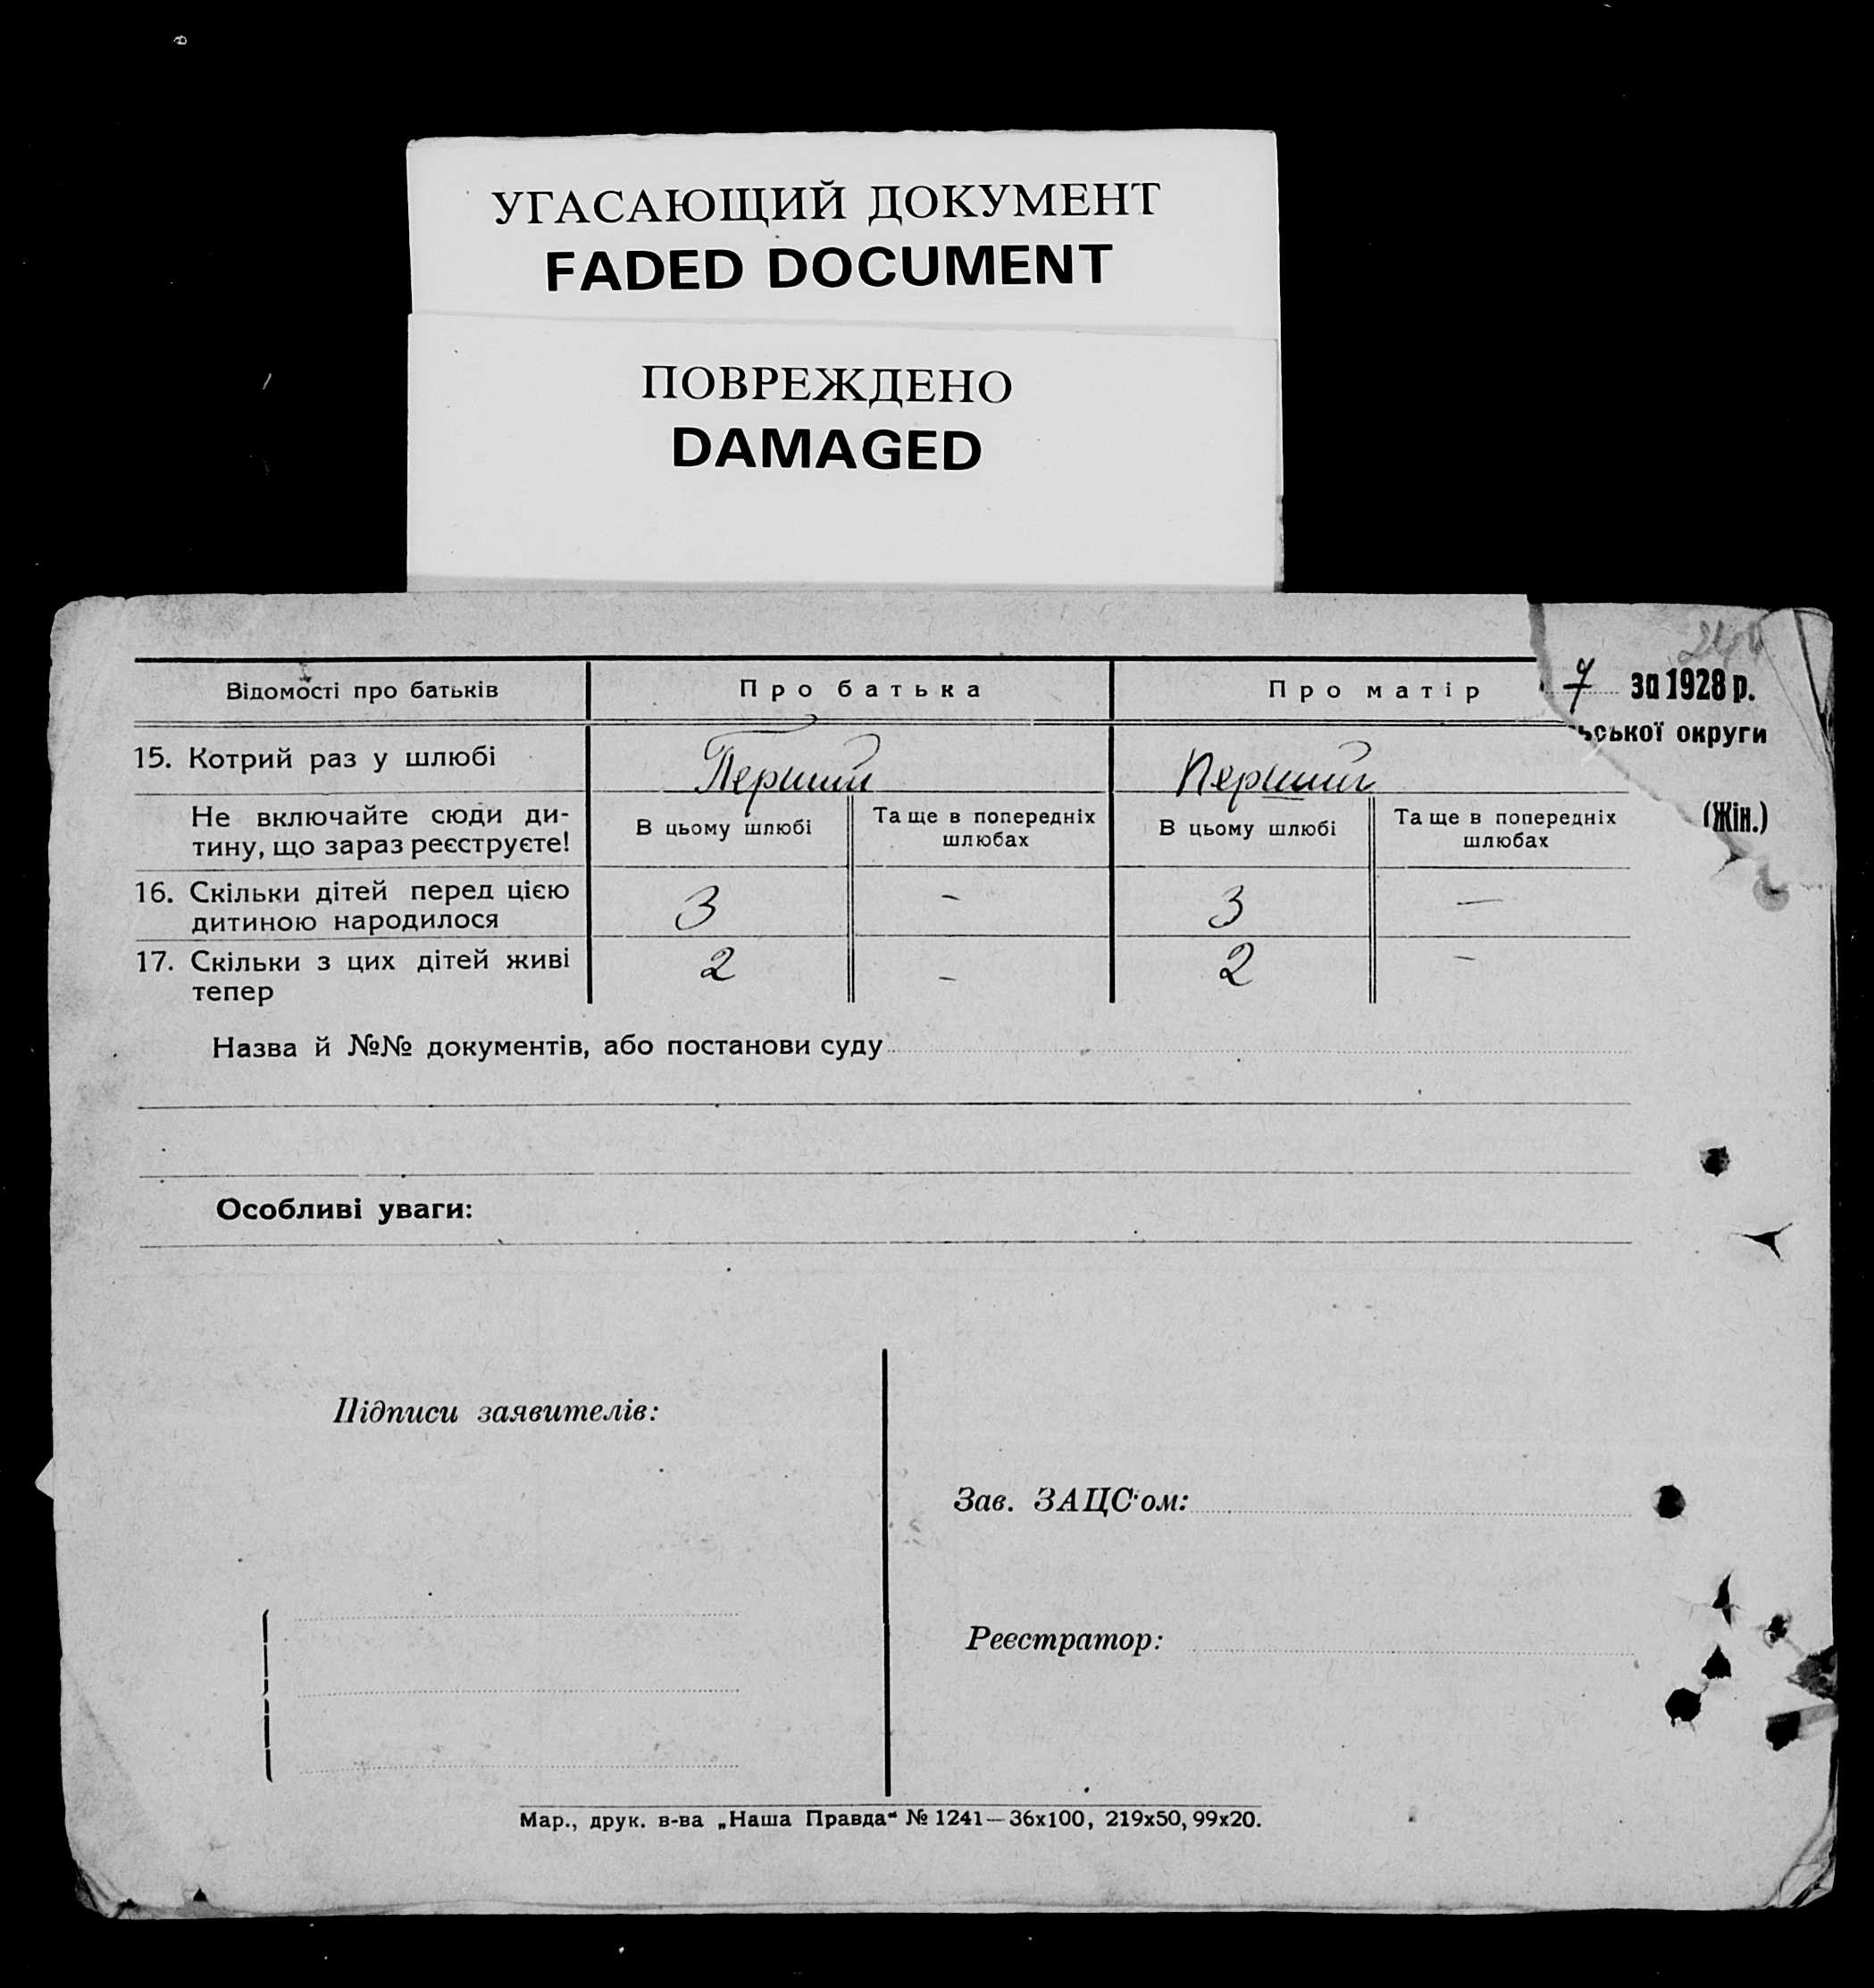 УГАСАЮЩИЙ ДОКУМЕНТ
FADED DOCUMENT
ПОВРЕЖДЕНО
DAMAGED
7 за 1928 р.
ьської округи
(Жін.)
Відомості про батьків
Про батька
Про матір
15. Котрий раз у шлюбі
Перший
Перший
Не включайте сюди ди-
тину, що зараз реєструєте!
В цьому шлюбі
Та ще в попередніх
шлюбах
В цьому шлюбі
Та ще в попередніх
шлюбах
16. Скільки дітей перед цією
дитиною народилося
3
-
3
—
17. Скільки з цих дітей живі
тепер
2
-
2
-
Назва й №№ документів, або постанови суду
Особливі уваги:
Підписи заявителів:
Зав. ЗАЦС'ом:
Реєстратор:
Мар., друк. в-ва „Наша Правда“ № 1241—36х100, 219х50, 99х20.